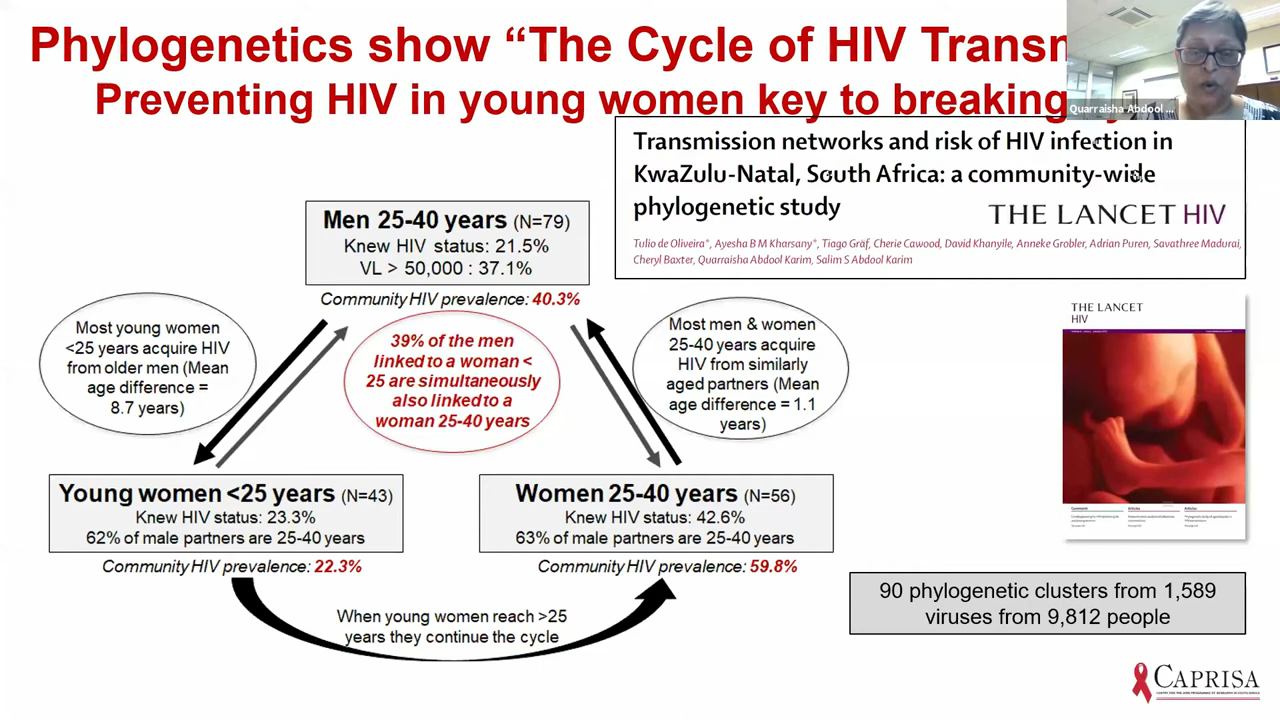 Phylogenetics show “The Cycle of HIV
Preventing HIV in young women key to breaking
Quarraisha Abdool ...
Transmission networks and risk of HIV infection in
KwaZulu-Natal, South Africa: a community-wide
phylogenetic study
THE LANCET HIV
Tulio de Oliveira*, Ayesha B M Kharsany*, Tiago Gräf, Cherie Cawood, David Khanyile, Anneke Grobler, Adrian Puren, Savathree Madurai,
Cheryl Baxter, Quarraisha Abdool Karim, Salim S Abdool Karim
Men 25-40 years (N=79)
Knew HIV status: 21.5%
VL > 50,000 : 37.1%
Community HIV prevalence: 40.3%
Most young women
<25 years acquire HIV
from older men (Mean
age difference =
8.7 years)
39% of the men
linked to a woman <
25 are simultaneously
also linked to a
woman 25-40 years
Most men & women
25-40 years acquire
HIV from similarly
aged partners (Mean
age difference = 1.1
years)
THE LANCET
HIV
Young women <25 years (N=43)
Knew HIV status: 23.3%
62% of male partners are 25-40 years
Community HIV prevalence: 22.3%
Women 25-40 years (N=56)
Knew HIV status: 42.6%
63% of male partners are 25-40 years
Community HIV prevalence: 59.8%
When young women reach >25
years they continue the cycle
90 phylogenetic clusters from 1,589
viruses from 9,812 people
CAPRISA